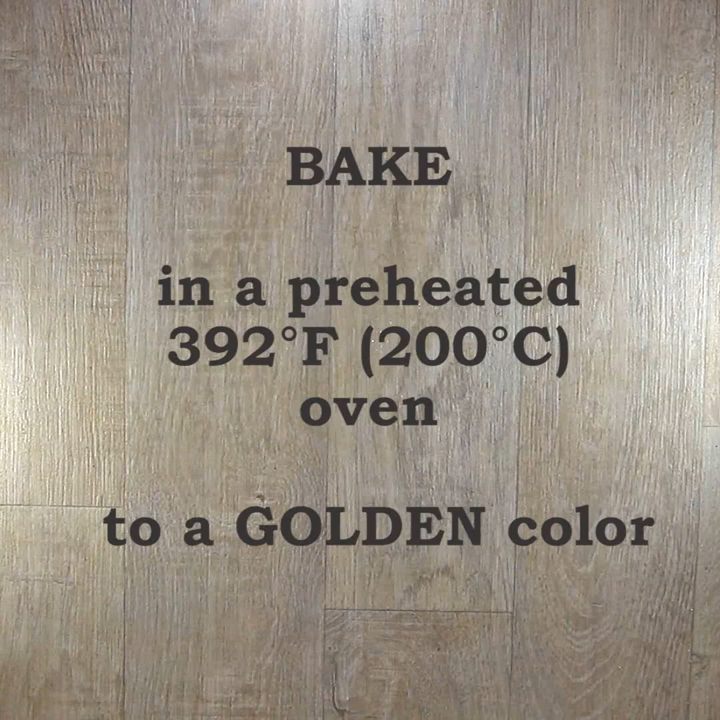 BAKE
in a preheated
392°F (200°C)
oven
to a GOLDEN color